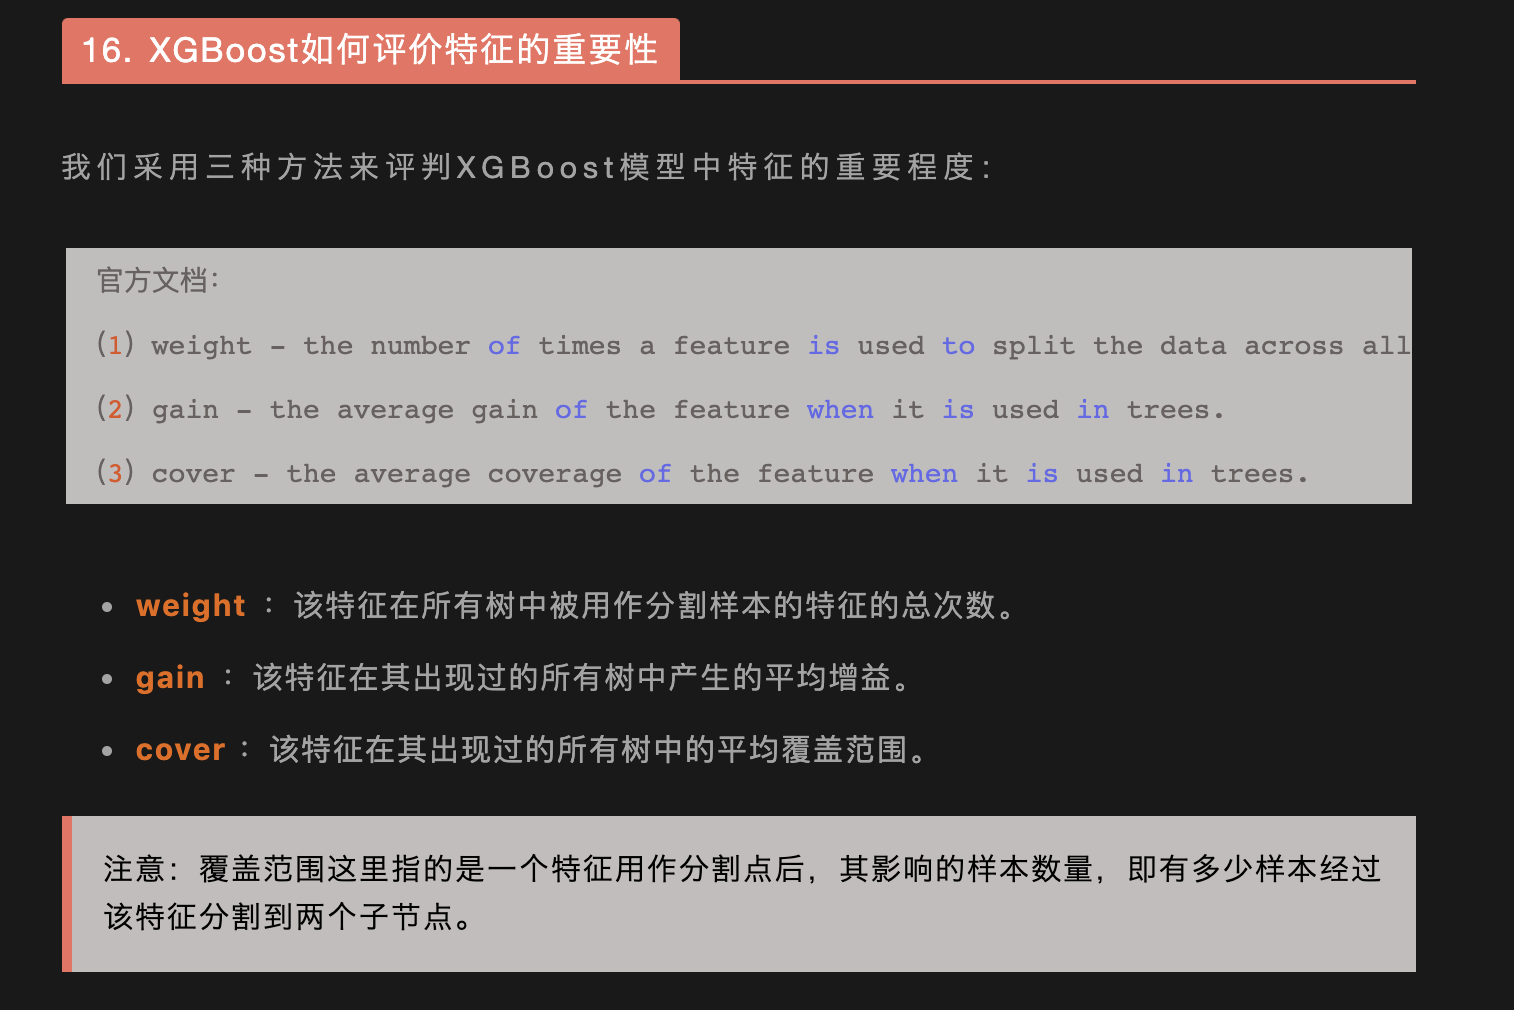 16. XGBoost如何评价特征的重要性
我们采用三种方法来评判XGBoost模型中特征的重要程度：
官方文档：
（1）weight - the number of times a feature is used to split the data across all
（2）gain - the average gain of the feature when it is used in trees.
（3）cover - the average coverage of the feature when it is used in trees.
• weight ：该特征在所有树中被用作分割样本的特征的总次数。
• gain ：该特征在其出现过的所有树中产生的平均增益。
• cover ：该特征在其出现过的所有树中的平均覆盖范围。
注意：覆盖范围这里指的是一个特征用作分割点后，其影响的样本数量，即有多少样本经过
该特征分割到两个子节点。